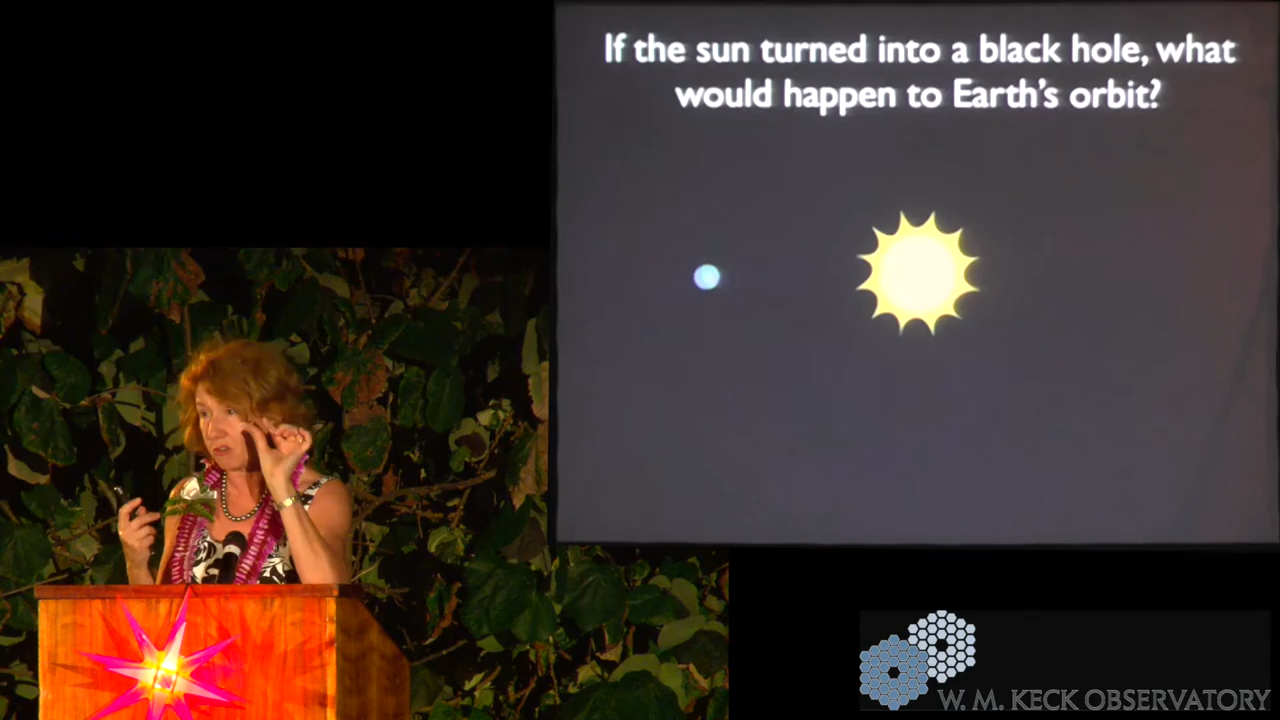 If the sun turned into a black hole, what
would happen to Earth's orbit?
W. M. KECK OBSERVATORY